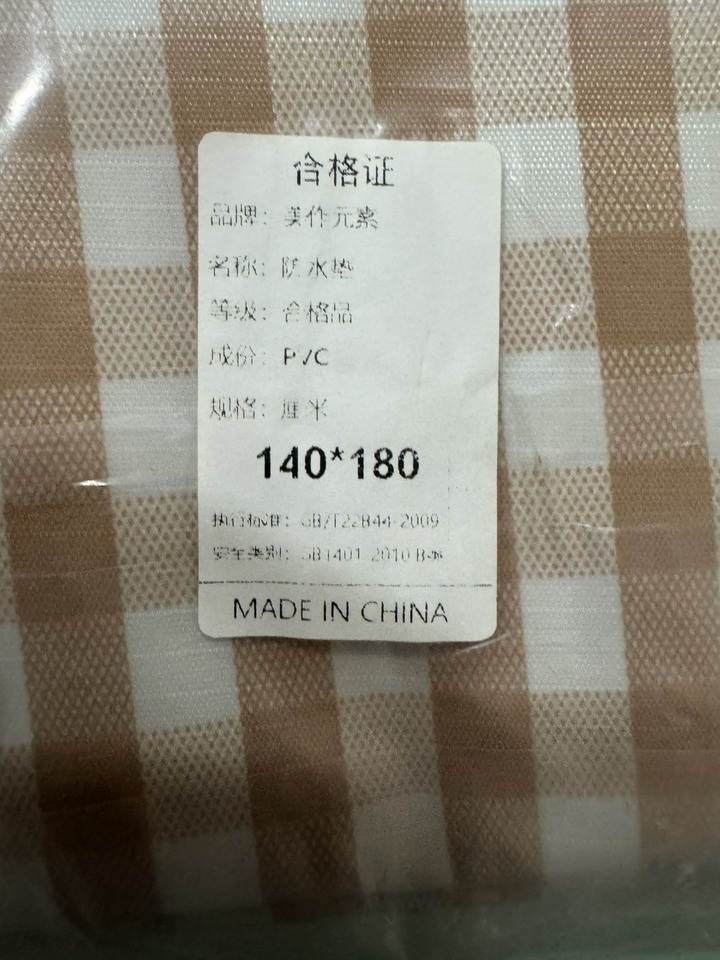 合格证
品牌：美作元素
名称：防水垫
等级：合格品
成份：PVC
规格：厘米
140*180
执行标准：GB/T22844-2009
安全类别：
MADE IN CHINA